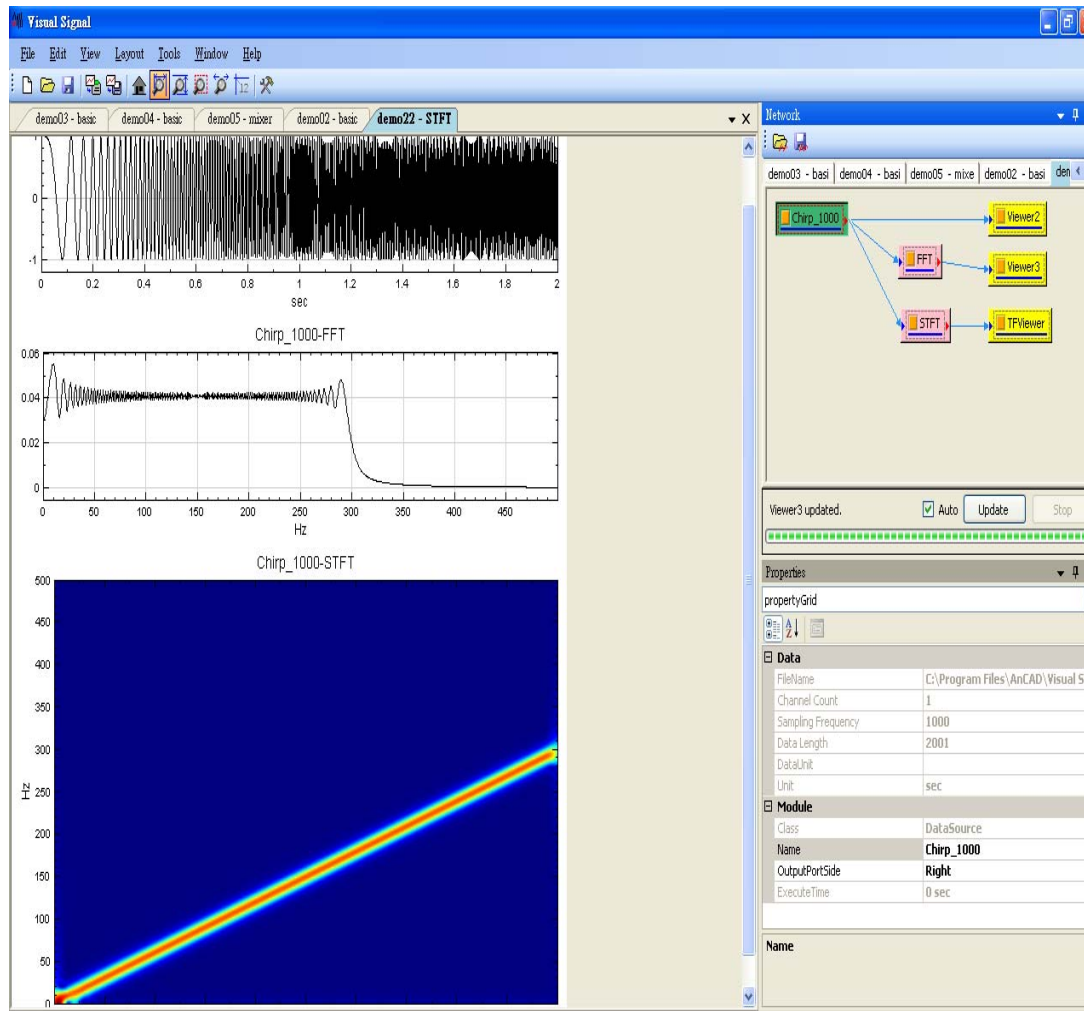 Visual Signal
File Edit View Layout Tools Window Help
12
demo03 - basic demo04 - basic demo05 - mixer demo02 - basic demo22 - STFT
X
1
0
-1
0 0.2 0.4 0.6 0.8 1 1.2 1.4 1.6 1.8 2
sec
Chirp_1000-FFT
0.06
0.04
0.02
0
0 50 100 150 200 250 300 350 400 450
Hz
Chirp_1000-STFT
500
450
400
350
300
250
200
150
100
50
0
Hz
Network
demo03 - basi demo04 - basi demo05 - mixe demo02 - basi den
Chirp_1000
Viewer2
FFT
Viewer3
STFT
TFViewer
Viewer3 updated. Auto Update Stop
Properties
propertyGrid
Data
FileName C:\Program Files\AnCAD\Visual S
Channel Count 1
Sampling Frequency 1000
Data Length 2001
DataUnit
Unit sec
Module
Class DataSource
Name Chirp_1000
OutputPortSide Right
ExecuteTime 0 sec
Name